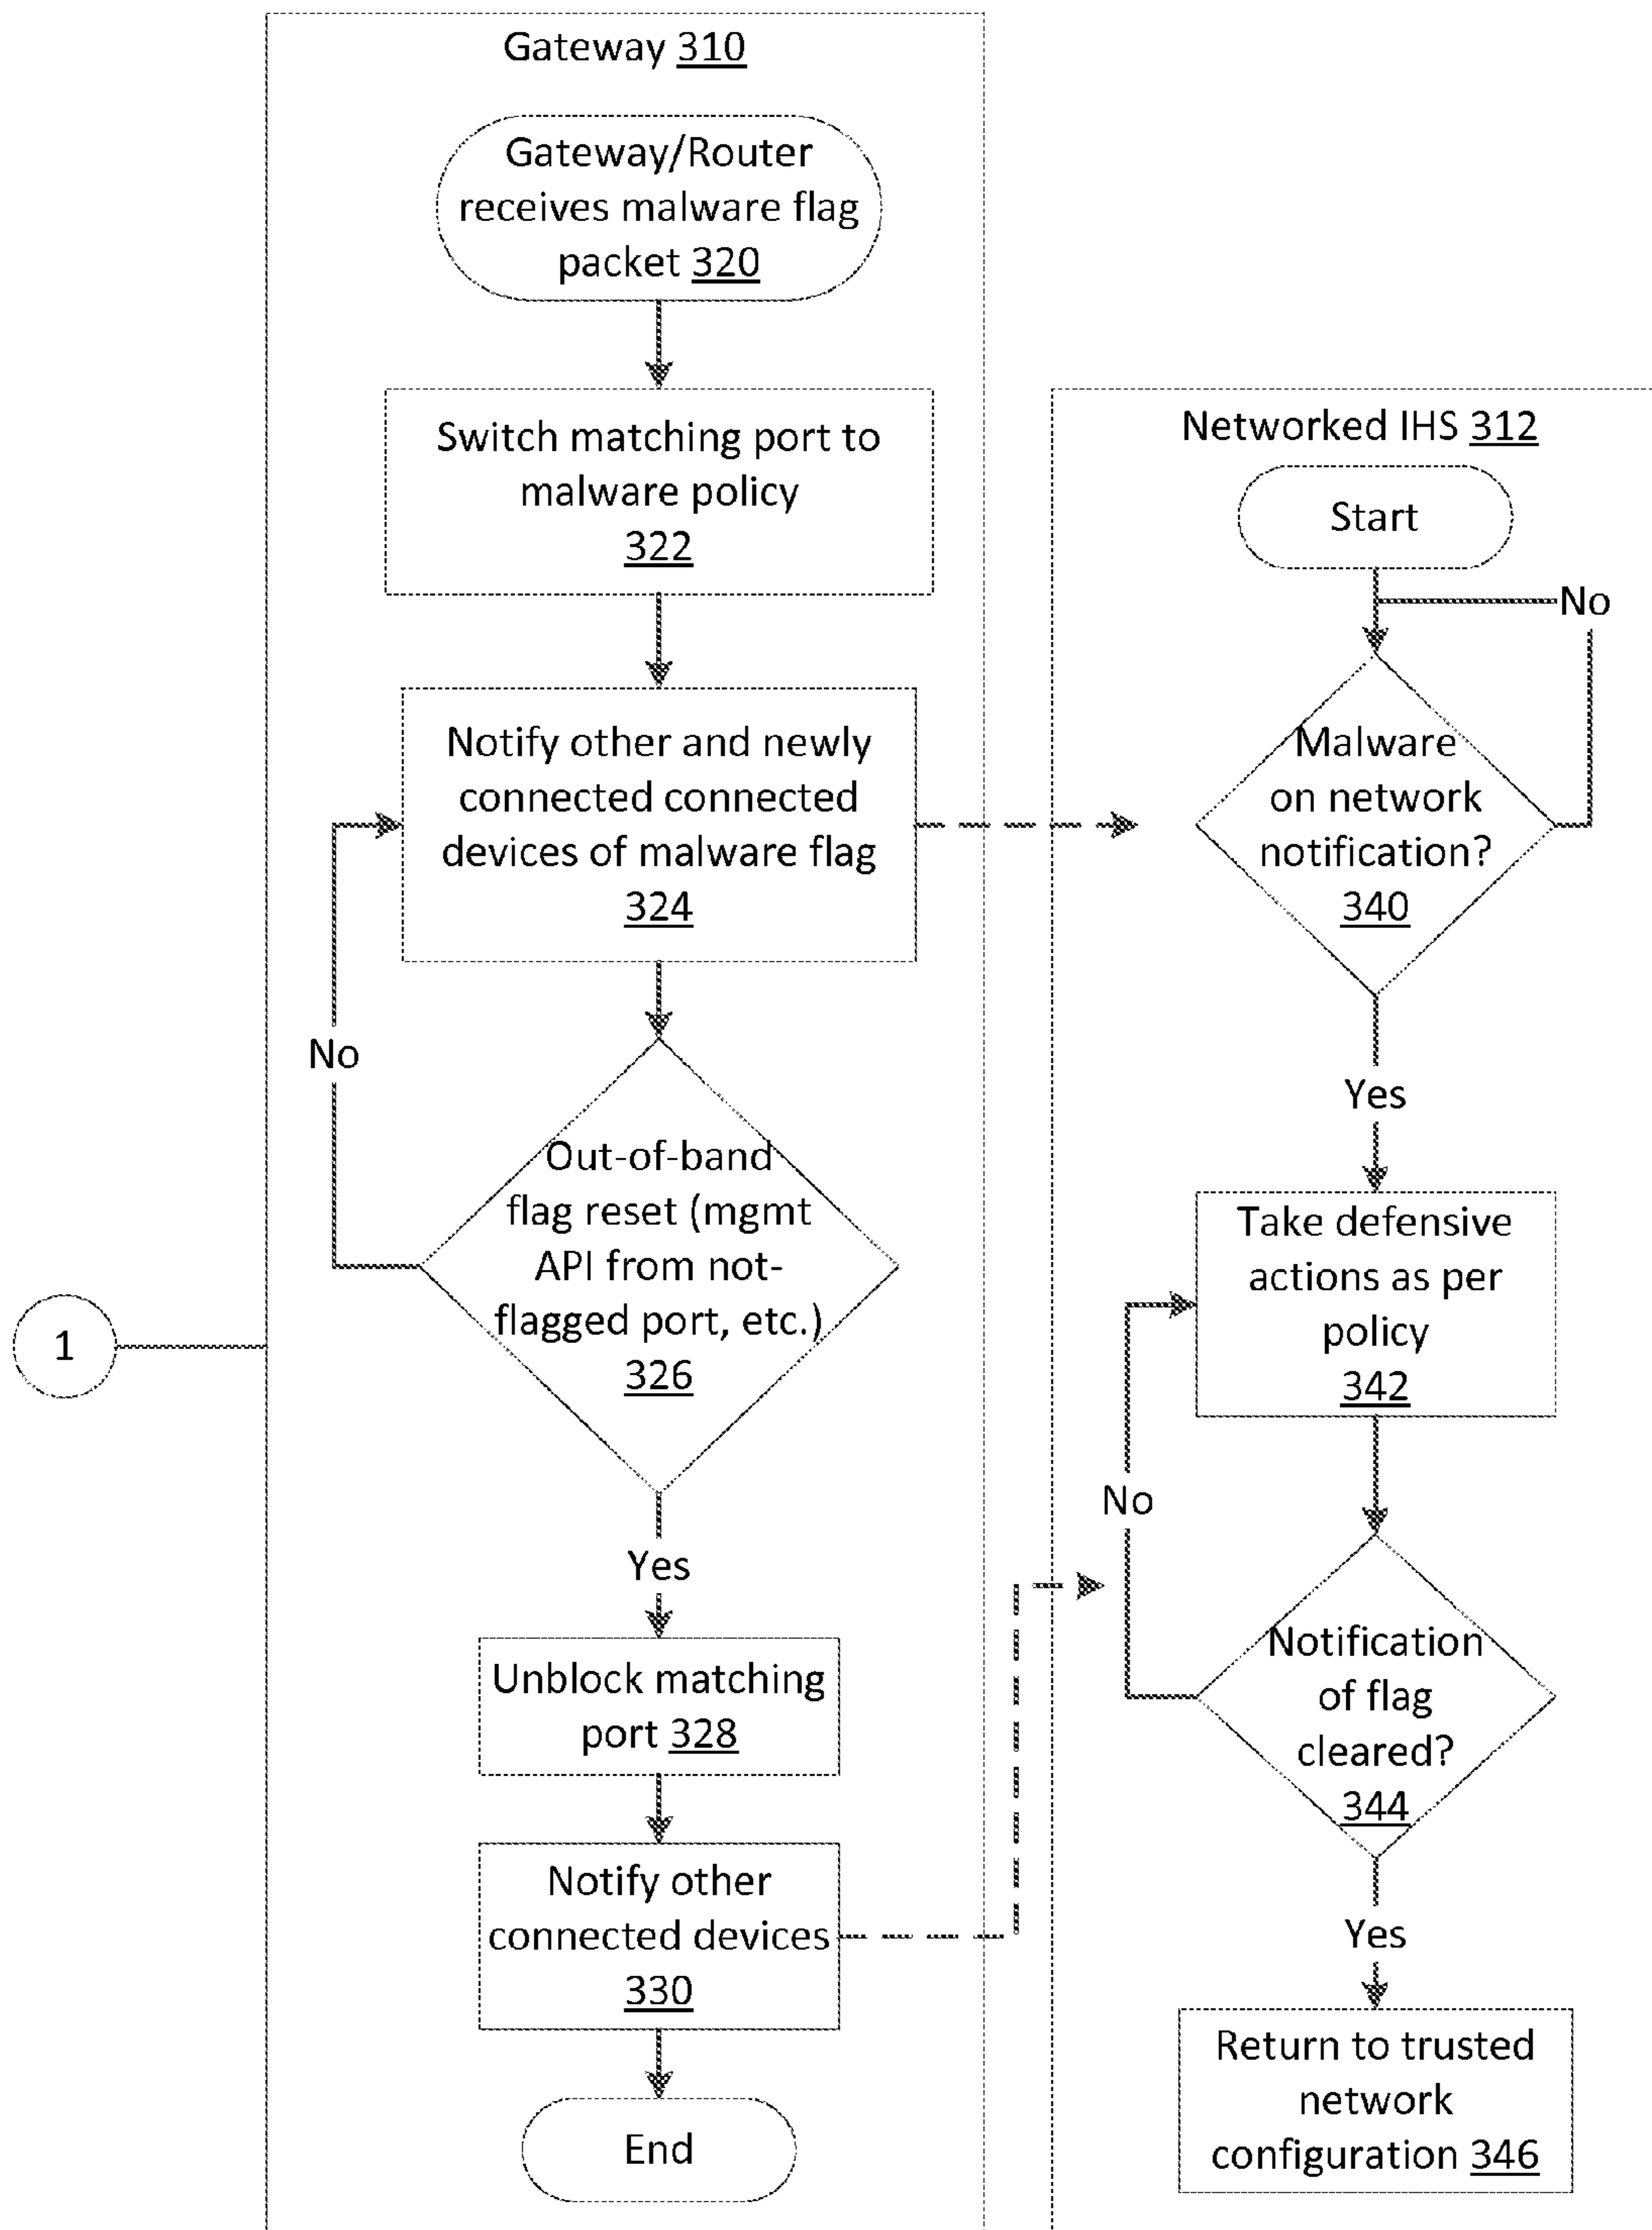 Gateway 310
Gateway/Router
receives malware flag
packet 320
Switch matching port to
malware policy
322
Notify other and newly
connected connected
devices of malware flag
324
No
Out-of-band
flag reset (mgmt
API from not-
flagged port, etc.)
326
1
Yes
Unblock matching
port 328
Notify other
connected devices
330
End
Networked IHS 312
Start
No
Malware
on network
notification?
340
Yes
Take defensive
actions as per
policy
342
No
Notification
of flag
cleared?
344
Yes
Return to trusted
network
configuration 346